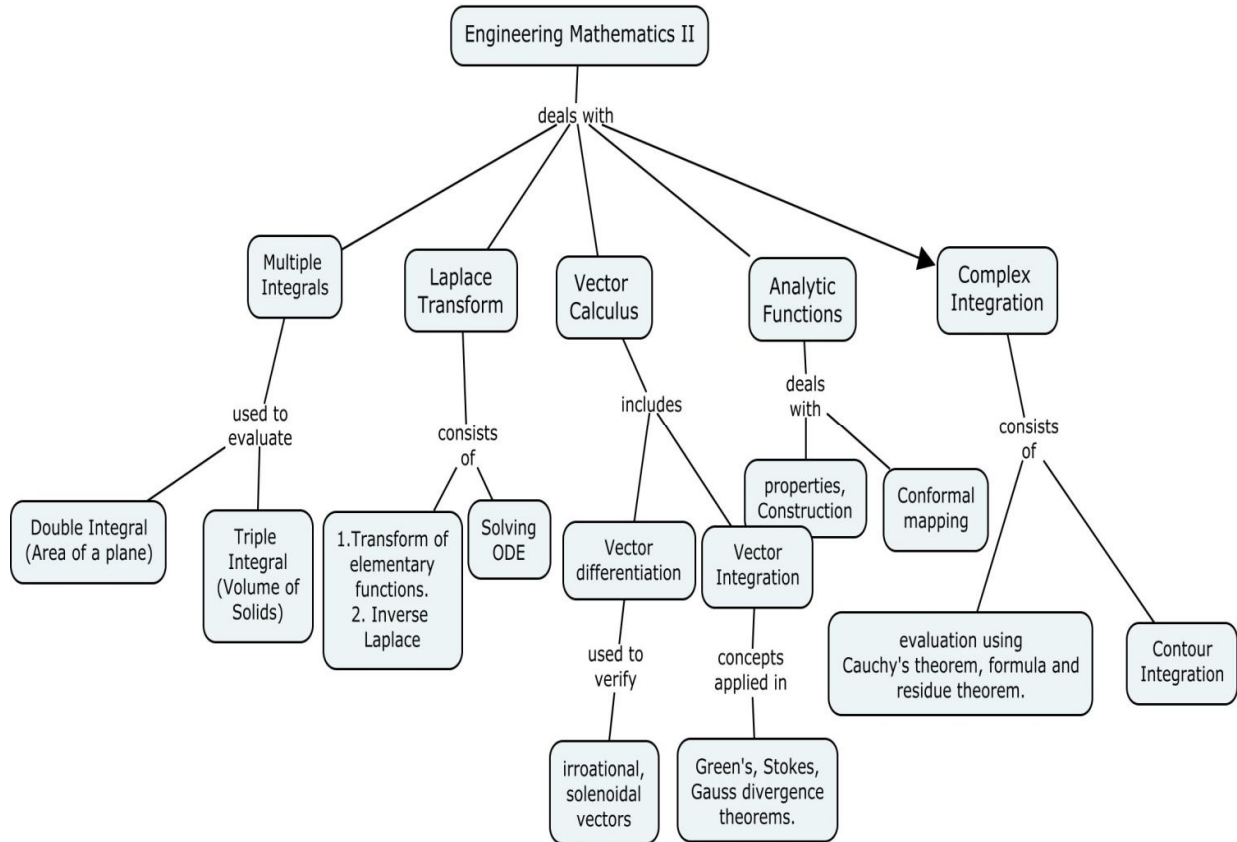 Engineering Mathematics II
deals with
Multiple
Integrals
Laplace
Transform
Vector
Calculus
Analytic
Functions
Complex
Integration
used to
evaluate
consists
of
includes
deals
with
consists
of
Double Integral
(Area of a plane)
Triple
Integral
(Volume of
Solids)
1.Transform of
elementary
functions.
2. Inverse
Laplace
Solving
ODE
Vector
differentiation
Vector
Integration
properties,
Construction
Conformal
mapping
evaluation using
Cauchy's theorem, formula and
residue theorem.
Contour
Integration
used to
verify
concepts
applied in
irroational,
solenoidal
vectors
Green's, Stokes,
Gauss divergence
theorems.